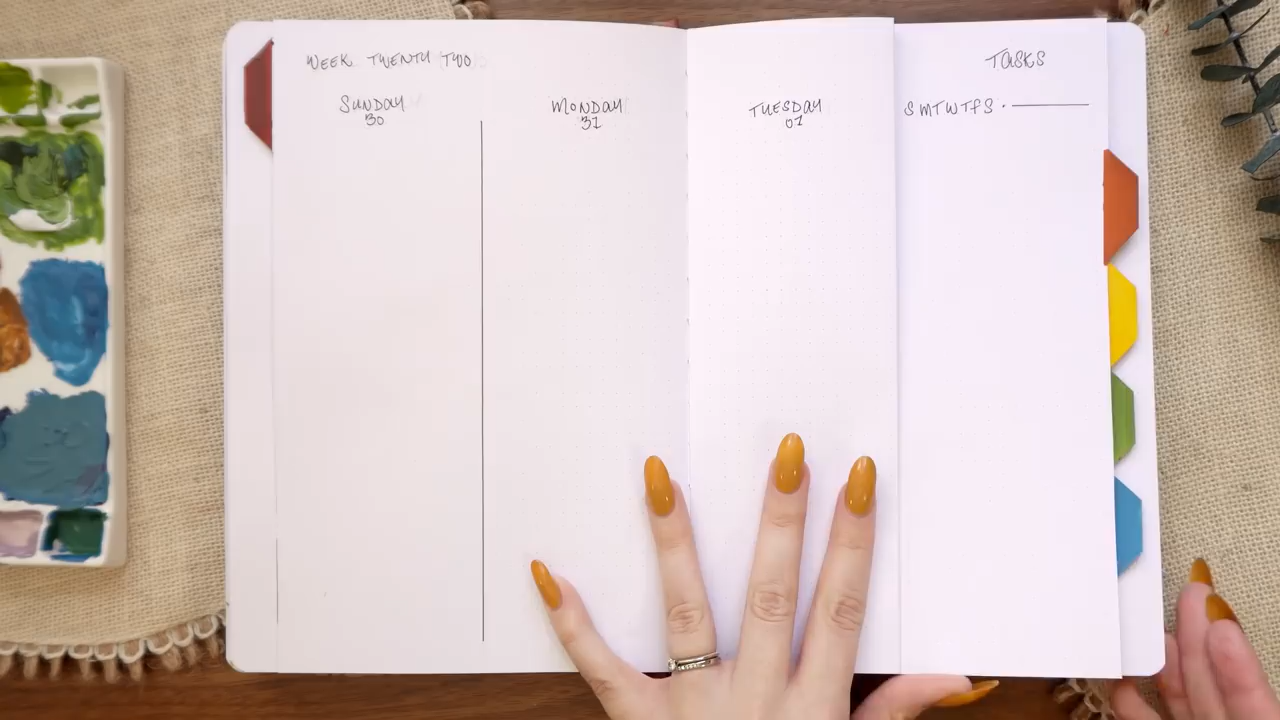 WEEK TWENTY TWO
SUNDAY
30
MONDAY
31
TUESDAY
01
TASKS
SMTWTFS